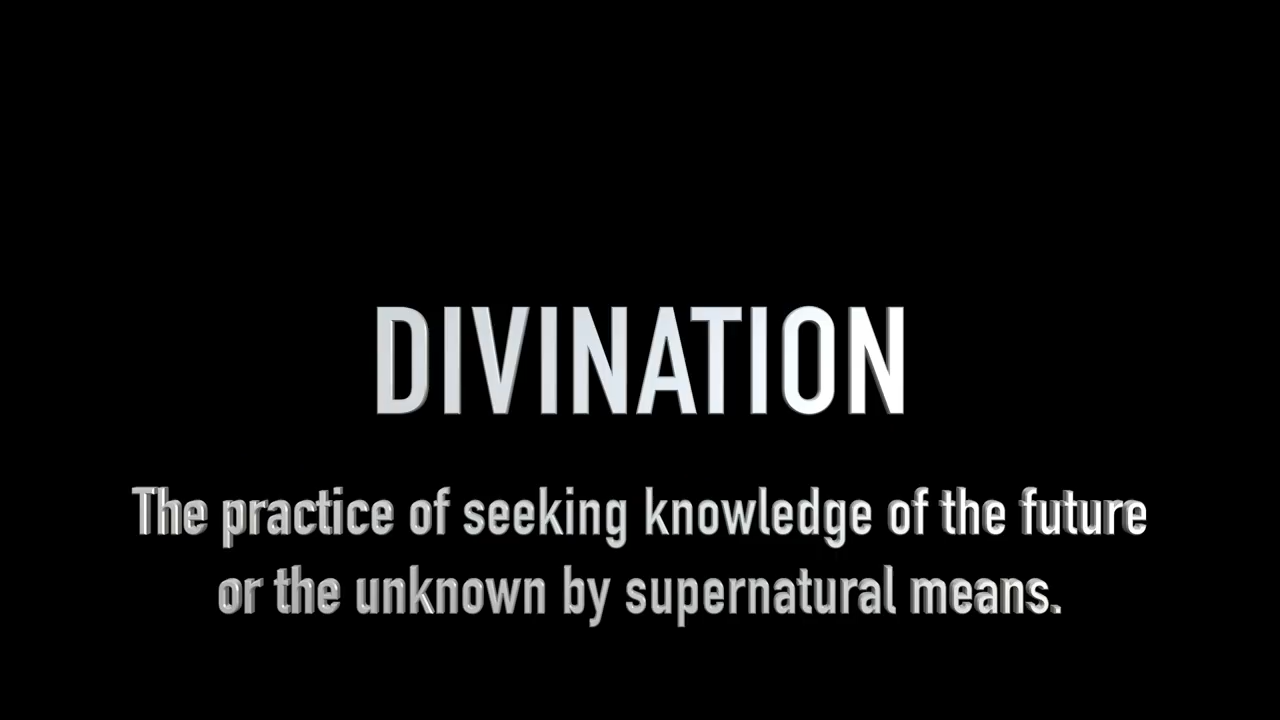 DIVINATION
The practice of seeking knowledge of the future
or the unknown by supernatural means.